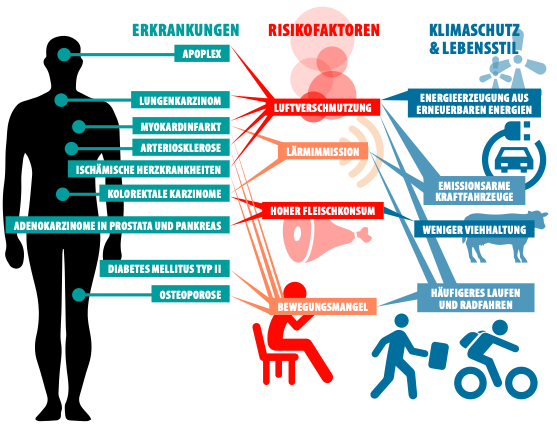 ERKRANKUNGEN
APOPLEX
LUNGENKARZINOM
MYOKARDINFARKT
ARTERIOSKLEROSE
ISCHÄMISCHE HERZKRANKHEITEN
KOLOREKTALE KARZINOME
ADENOKARZINOME IN PROSTATA UND PANKREAS
DIABETES MELLITUS TYP II
OSTEOPOROSE
RISIKOFAKTOREN
LUFTVERSCHMUTZUNG
LÄRMIMMISSION
HOHER FLEISCHKONSUM
BEWEGUNGSMANGEL
KLIMASCHUTZ
& LEBENSSTIL
ENERGIEERZEUGUNG AUS
ERNEUERBAREN ENERGIEN
EMISSIONSARME
KRAFTFAHRZEUGE
WENIGER VIEHHALTUNG
HÄUFIGERES LAUFEN
UND RADFAHREN